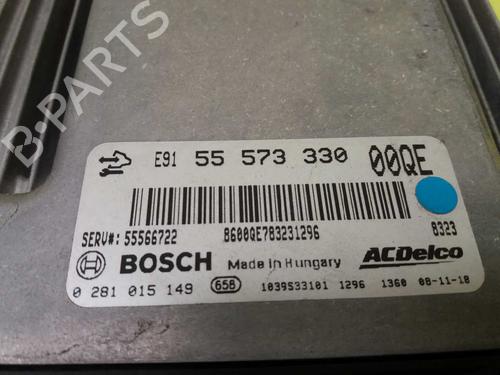 B-PARTS
E91 55 573 330 00QE
SERV#: 55566722 8600QE783231296 8323
BOSCH Made in Hungary ACDelco
0 281 015 149 658 1039S33101 1296 1360 08-11-18